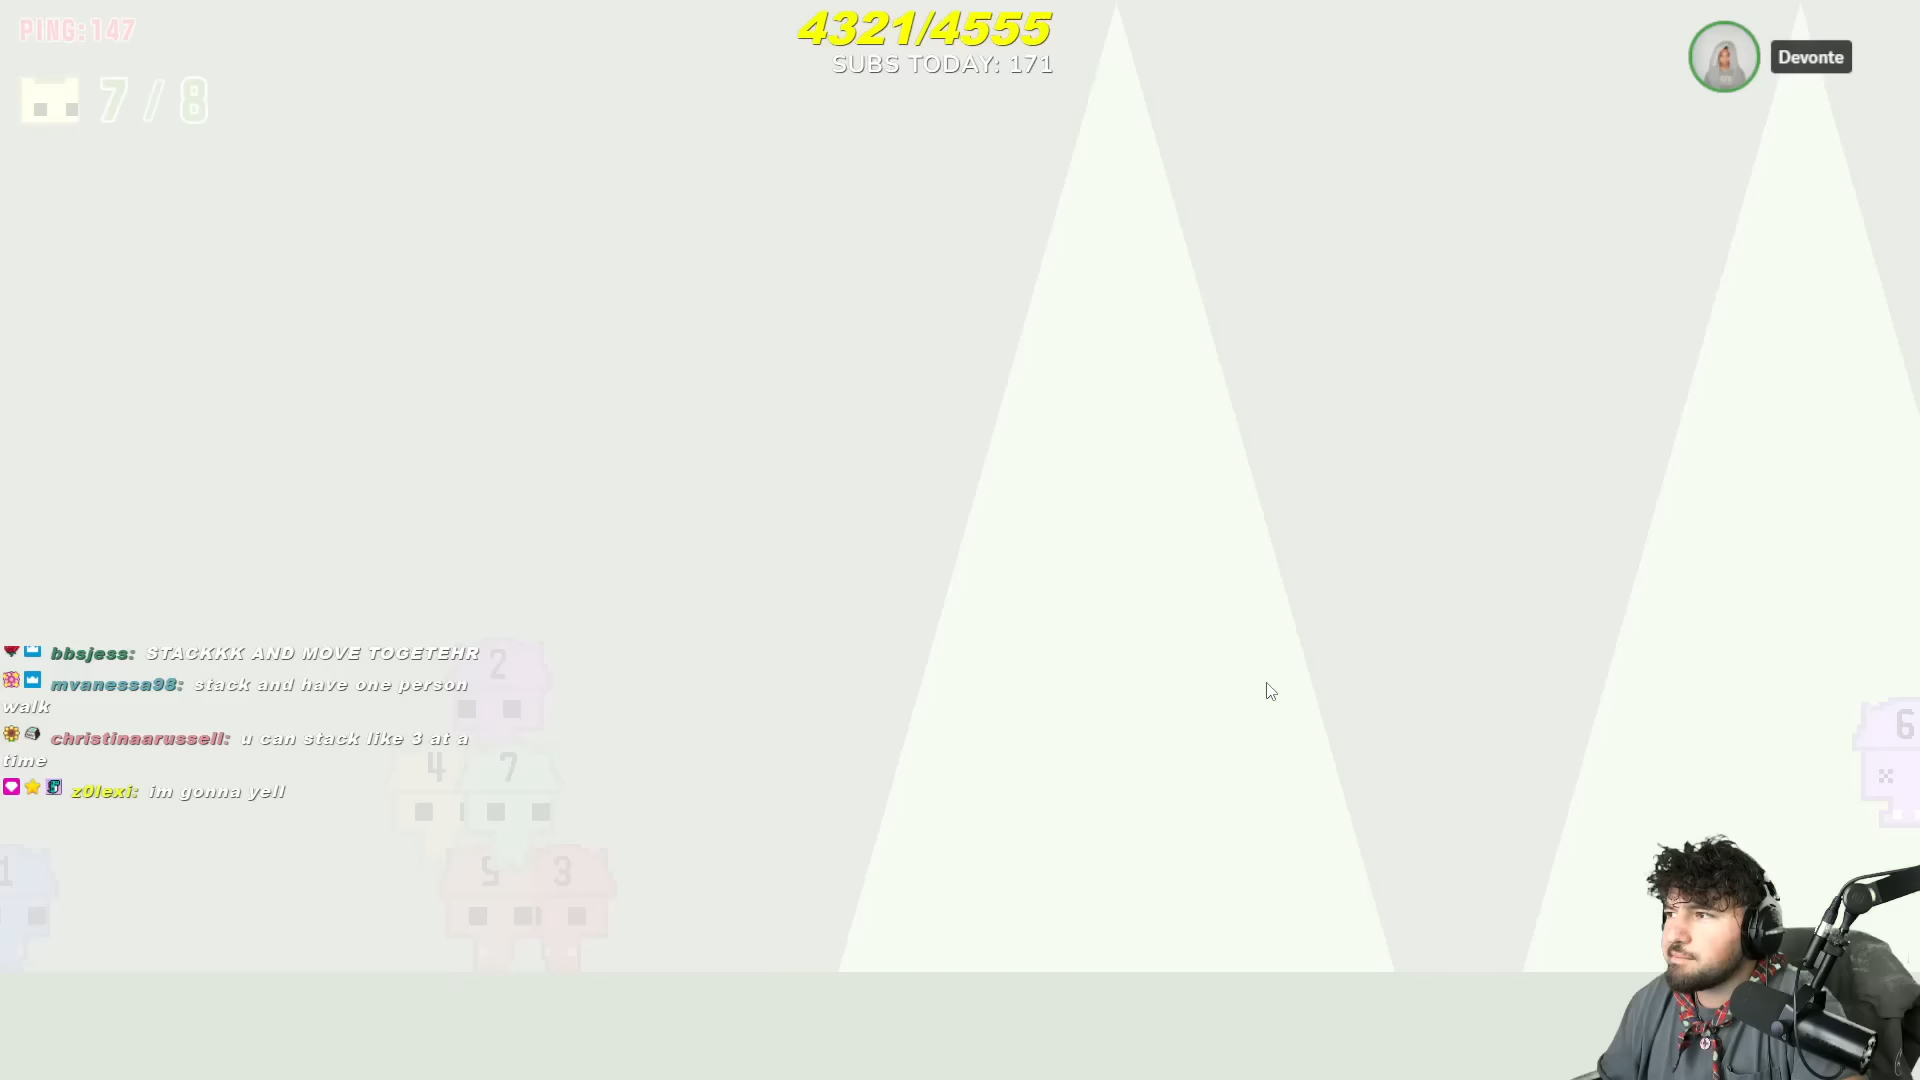 PING:147
4321/4555
SUBS TODAY: 171
Devonte
7/8
bbsjess: STACKKK AND MOVE TOGETEHR
mvanessa98: stack and have one person
walk
christinaarussell: u can stack like 3 at a
time
z0lexi: im gonna yell
2
4
7
6
1
5
3